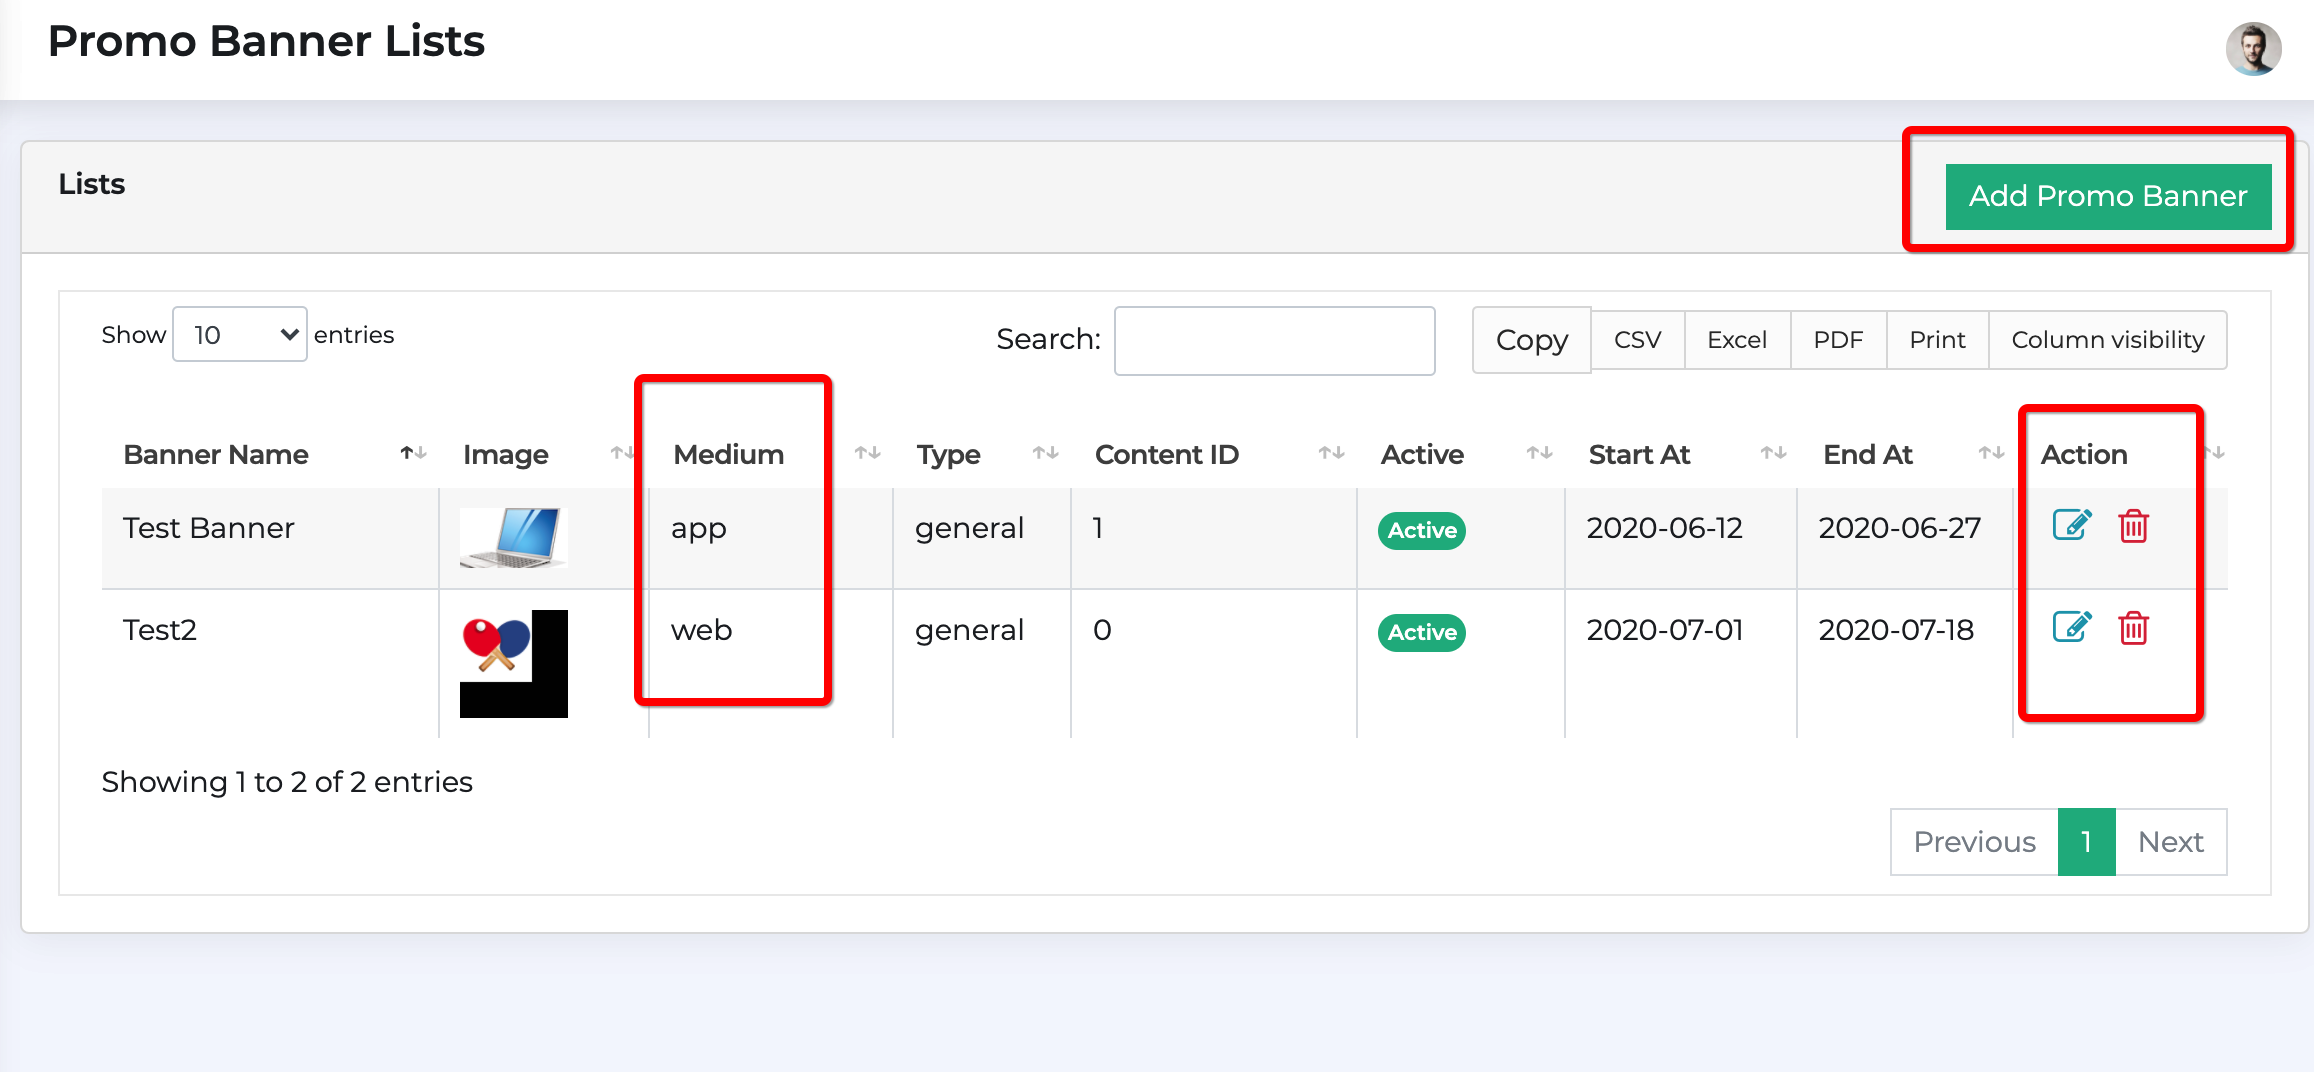 Promo Banner Lists
Lists
Add Promo Banner
Show 10 entries
Search:
Copy CSV Excel PDF Print Column visibility
Banner Name Image Medium Type Content ID Active Start At End At Action
Test Banner app general 1 Active 2020-06-12 2020-06-27
Test2 web general 0 Active 2020-07-01 2020-07-18
Showing 1 to 2 of 2 entries
Previous 1 Next